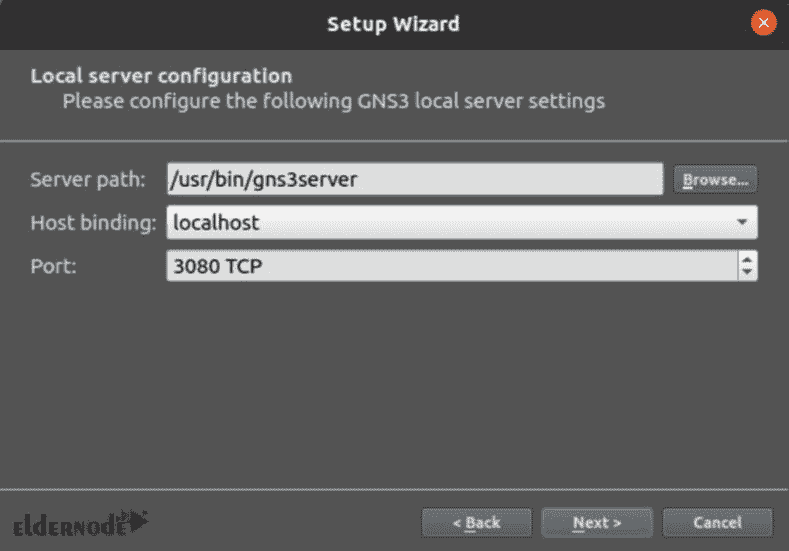 Setup Wizard
Local server configuration
Please configure the following GNS3 local server settings
Server path: /usr/bin/gns3server Browse...
Host binding: localhost
Port: 3080 TCP
eldernode < Back Next > Cancel